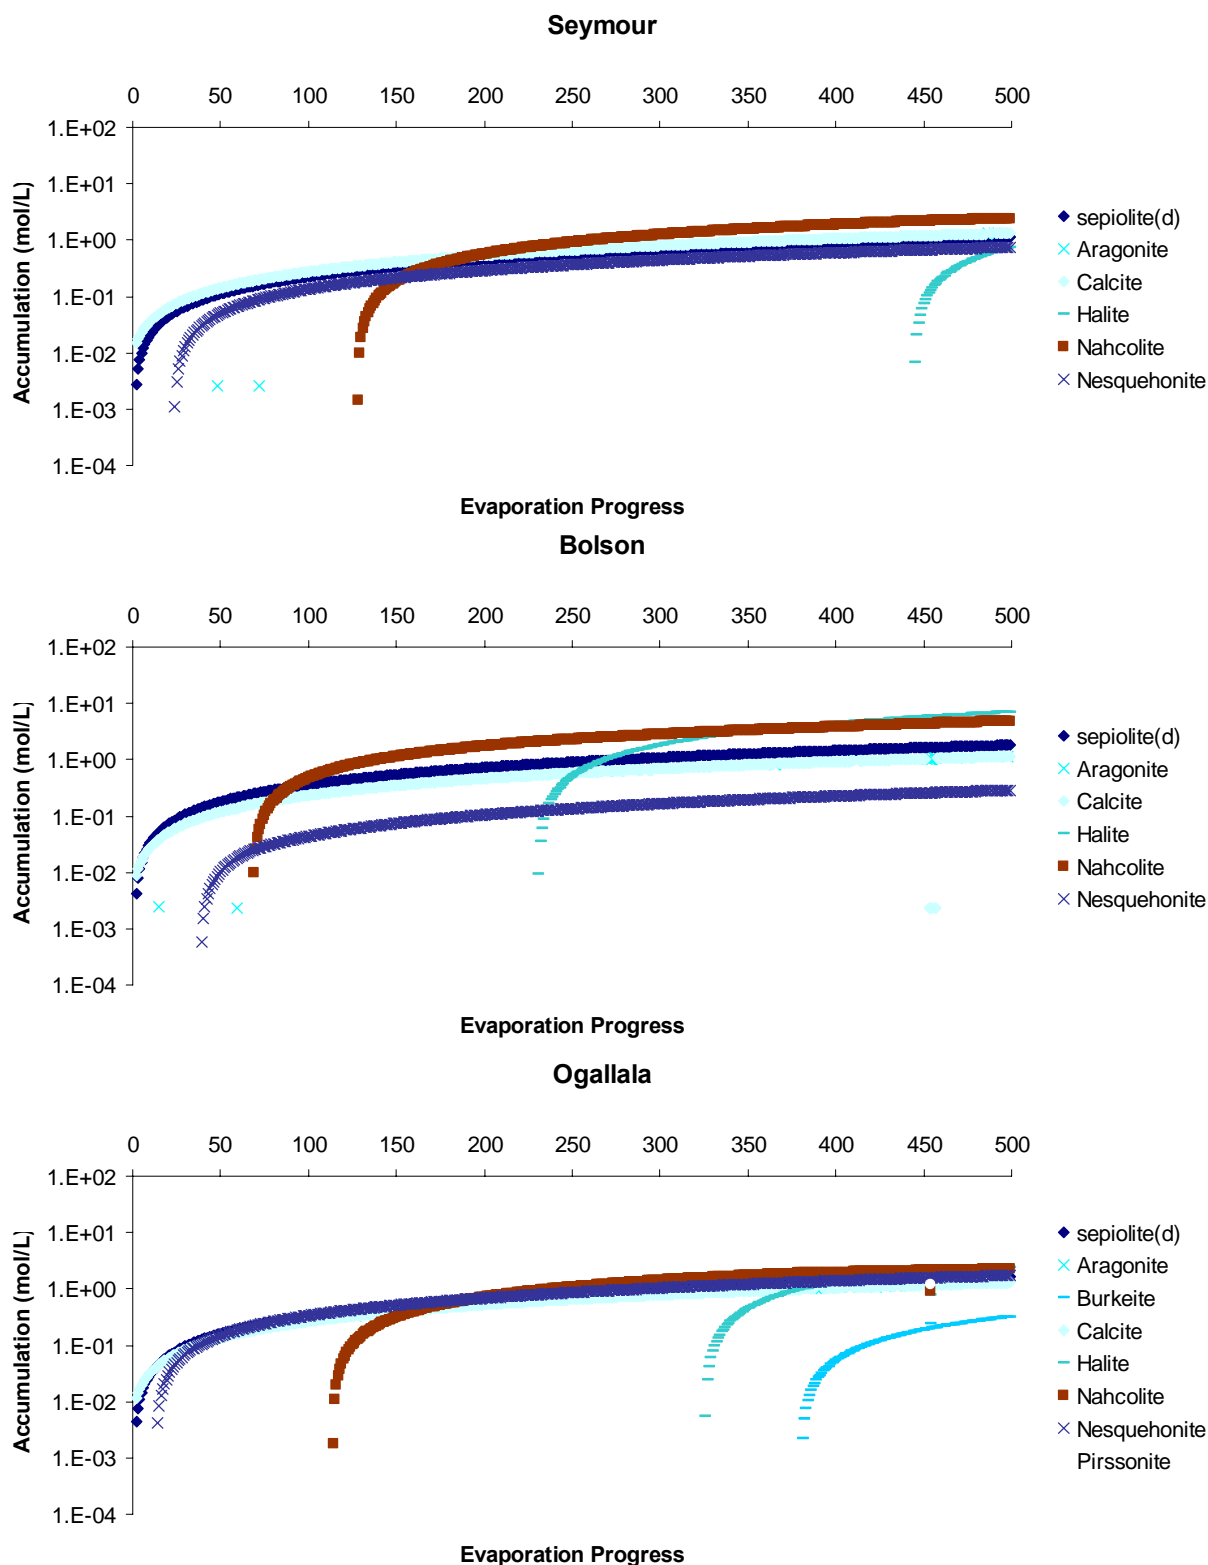 Seymour
0 50 100 150 200 250 300 350 400 450 500
1.E+02
1.E+01
1.E+00
1.E-01
1.E-02
1.E-03
1.E-04
Accumulation (mol/L)
Evaporation Progress
sepiolite(d)
Aragonite
Calcite
Halite
Nahcolite
Nesquehonite
Bolson
0 50 100 150 200 250 300 350 400 450 500
1.E+02
1.E+01
1.E+00
1.E-01
1.E-02
1.E-03
1.E-04
Accumulation (mol/L)
Evaporation Progress
sepiolite(d)
Aragonite
Calcite
Halite
Nahcolite
Nesquehonite
Ogallala
0 50 100 150 200 250 300 350 400 450 500
1.E+02
1.E+01
1.E+00
1.E-01
1.E-02
1.E-03
1.E-04
Accumulation (mol/L)
Evaporation Progress
sepiolite(d)
Aragonite
Burkeite
Calcite
Halite
Nahcolite
Nesquehonite
Pirssonite